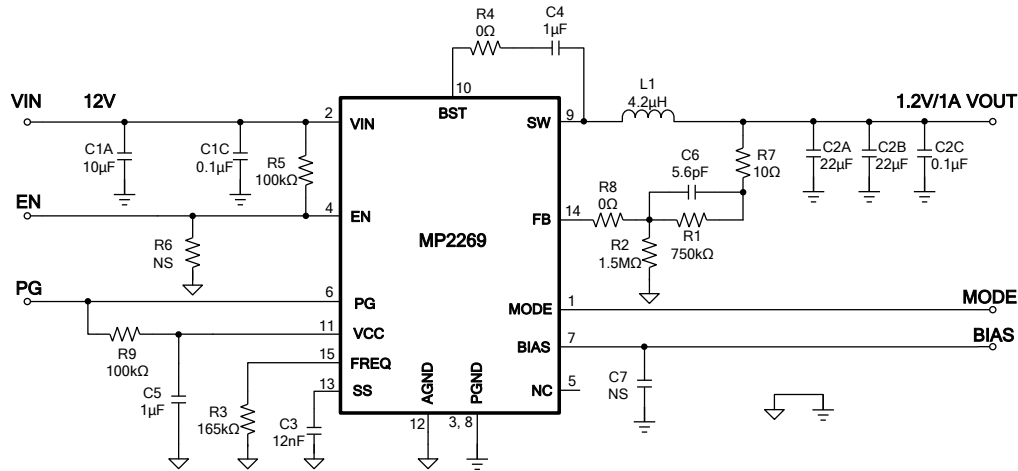 R4
0Ω
C4
1μF
10
BST
VIN
12V
2
VIN
SW
9
L1
4.2μH
1.2V/1A VOUT
C1A
10μF
C1C
0.1μF
R5
100kΩ
C6
5.6pF
R7
10Ω
C2A
22μF
C2B
22μF
C2C
0.1μF
EN
4
EN
R6
NS
MP2269
FB
14
R8
0Ω
R2
1.5MΩ
R1
750kΩ
PG
6
PG
MODE
1
MODE
R9
100kΩ
11
VCC
BIAS
7
BIAS
15
FREQ
C5
1μF
R3
165kΩ
13
SS
C3
12nF
NC
5
C7
NS
AGND
PGND
12
3, 8